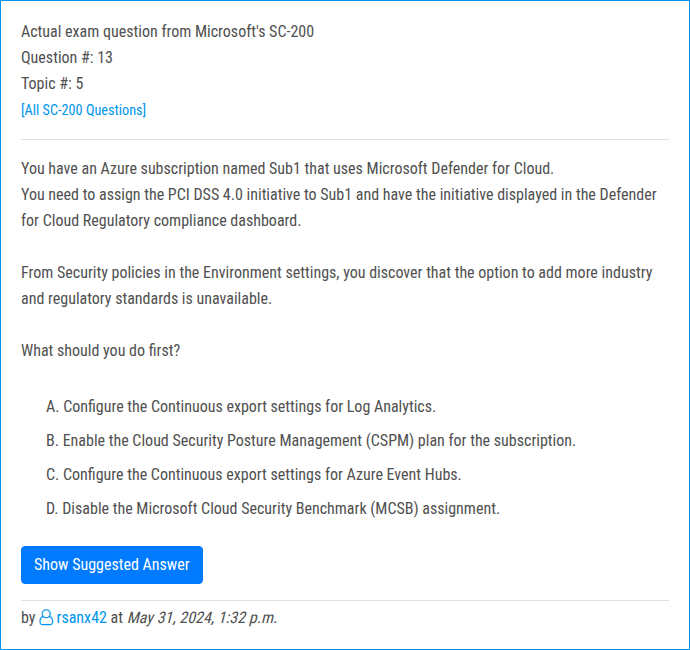 Actual exam question from Microsoft's SC-200
Question #: 13
Topic #: 5
[All SC-200 Questions]
You have an Azure subscription named Sub1 that uses Microsoft Defender for Cloud.
You need to assign the PCI DSS 4.0 initiative to Sub1 and have the initiative displayed in the Defender
for Cloud Regulatory compliance dashboard.
From Security policies in the Environment settings, you discover that the option to add more industry
and regulatory standards is unavailable.
What should you do first?
A. Configure the Continuous export settings for Log Analytics.
B. Enable the Cloud Security Posture Management (CSPM) plan for the subscription.
C. Configure the Continuous export settings for Azure Event Hubs.
D. Disable the Microsoft Cloud Security Benchmark (MCSB) assignment.
Show Suggested Answer
by rsanx42 at May 31, 2024, 1:32 p.m.